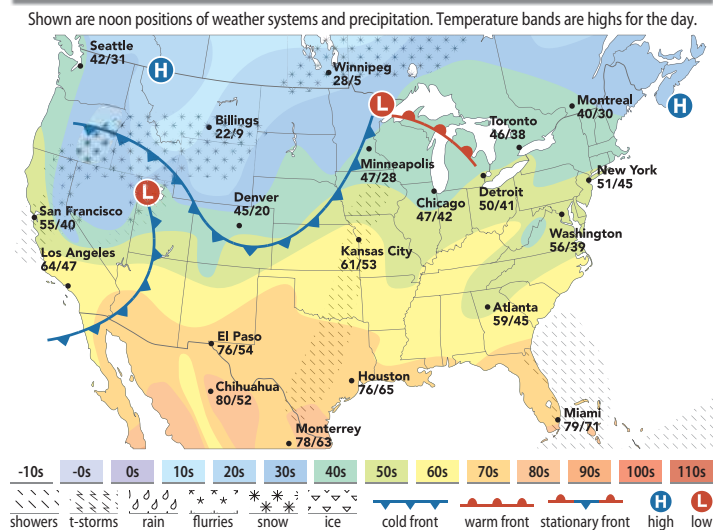 Shown are noon positions of weather systems and precipitation. Temperature bands are highs for the day.
Seattle
42/31
H
Winnipeg
28/5
L
H
Montreal
40/30
Billings
22/9
Toronto
46/38
Minneapolis
47/28
New York
51/45
L
Denver
45/20
Chicago
47/42
Detroit
50/41
San Francisco
55/40
Washington
56/39
Los Angeles
64/47
Kansas City
61/53
Atlanta
59/45
El Paso
76/54
Chihuahua
80/52
Houston
76/65
Miami
79/71
Monterrey
78/63
-10s -0s 0s 10s 20s 30s 40s 50s 60s 70s 80s 90s 100s 110s
H L
showers t-storms rain flurries snow ice cold front warm front stationary front high low